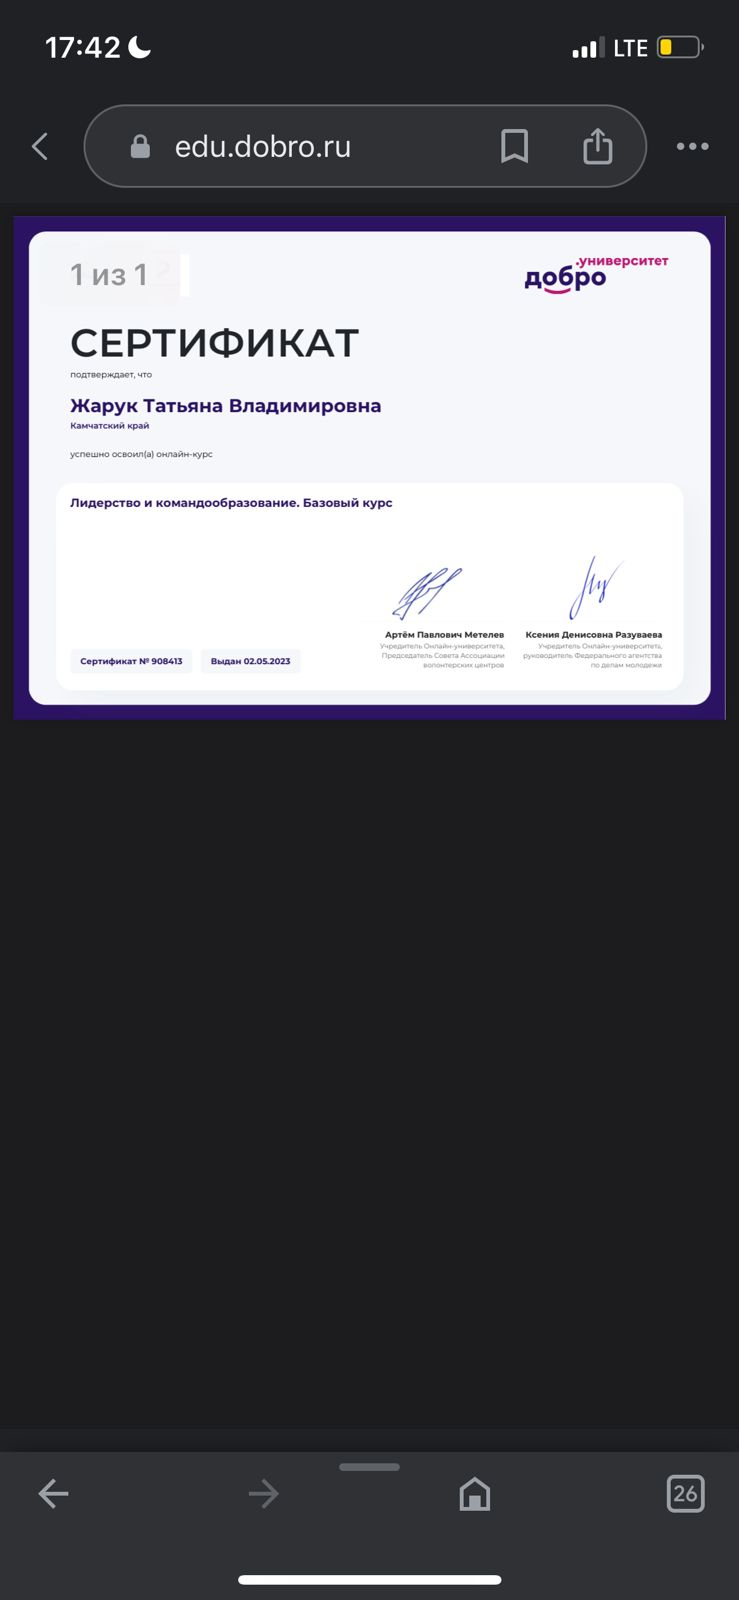 17:42
LTE
edu.dobro.ru
1 из 1
.университет
добро
СЕРТИФИКАТ
подтверждает, что
Жарук Татьяна Владимировна
Камчатский край
успешно освоил(а) онлайн-курс
Лидерство и командообразование. Базовый курс
Артём Павлович Метелев
Учредитель Онлайн-университета,
Председатель Совета Ассоциации
волонтерских центров
Ксения Денисовна Разуваева
Учредитель Онлайн-университета,
руководитель Федерального агентства
по делам молодежи
Сертификат № 908413
Выдан 02.05.2023
26